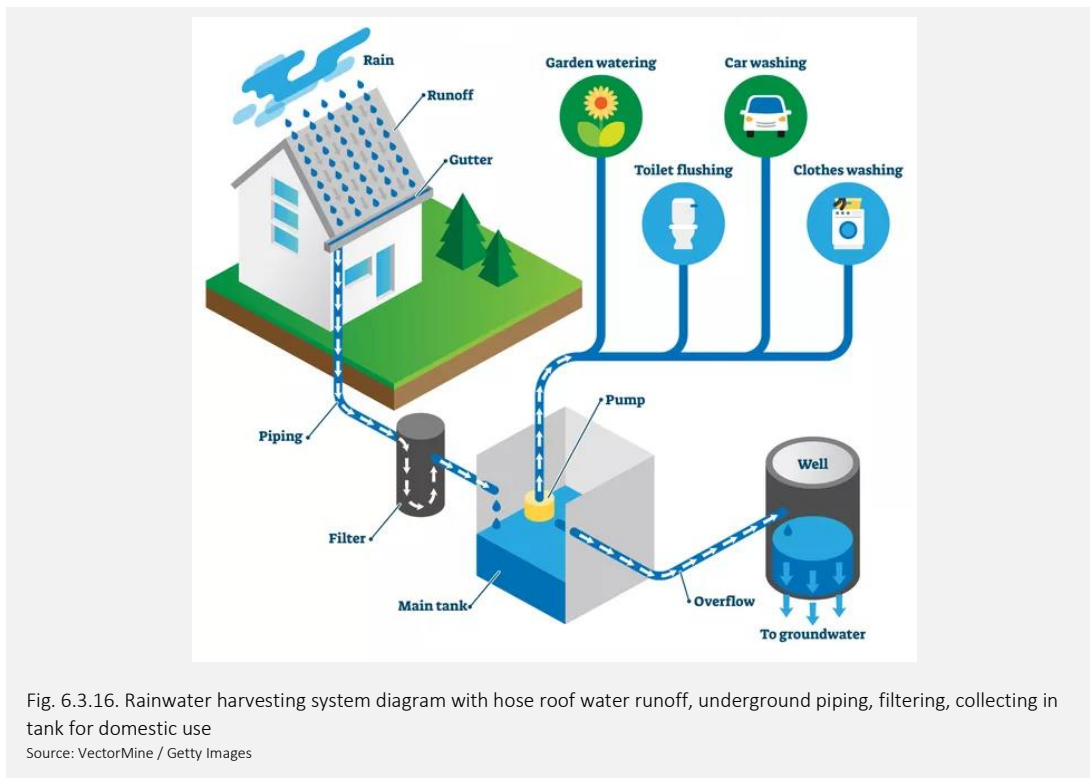 Rain
Garden watering
Car washing
Runoff
Gutter
Toilet flushing
Clothes washing
Pump
Piping
Well
Filter
Main tank
Overflow
To groundwater
Fig. 6.3.16. Rainwater harvesting system diagram with hose roof water runoff, underground piping, filtering, collecting in
tank for domestic use
Source: VectorMine / Getty Images